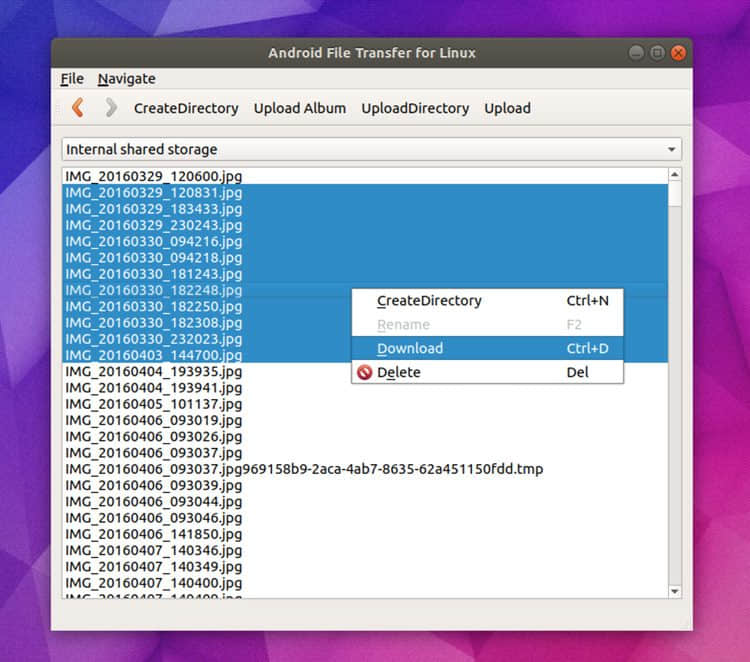 Android File Transfer for Linux
File Navigate
CreateDirectory Upload Album UploadDirectory Upload
Internal shared storage
IMG_20160329_120600.jpg
IMG_20160329_120831.jpg
IMG_20160329_183433.jpg
IMG_20160329_230243.jpg
IMG_20160330_094216.jpg
IMG_20160330_094218.jpg
IMG_20160330_181243.jpg
IMG_20160330_182248.jpg
IMG_20160330_182250.jpg
IMG_20160330_182308.jpg
IMG_20160330_232023.jpg
IMG_20160403_144700.jpg
IMG_20160404_193935.jpg
IMG_20160404_193941.jpg
IMG_20160405_101137.jpg
IMG_20160406_093019.jpg
IMG_20160406_093026.jpg
IMG_20160406_093037.jpg
IMG_20160406_093037.jpg969158b9-2aca-4ab7-8635-62a451150fdd.tmp
IMG_20160406_093039.jpg
IMG_20160406_093044.jpg
IMG_20160406_093046.jpg
IMG_20160406_141850.jpg
IMG_20160407_140346.jpg
IMG_20160407_140349.jpg
IMG_20160407_140400.jpg
CreateDirectory Ctrl+N
Rename F2
Download Ctrl+D
Delete Del